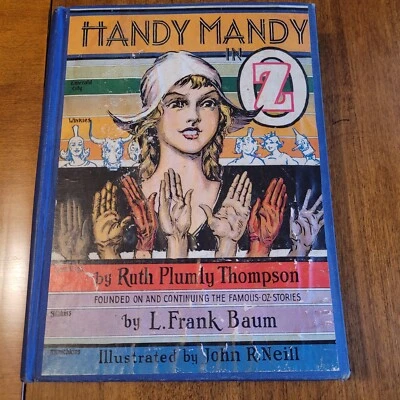 HANDY MANDY
IN OZ
Winkies
by Ruth Plumly Thompson
FOUNDED ON AND CONTINUING THE FAMOUS-OZ-STORIES
by L. Frank Baum
Illustrated by John R. Neill